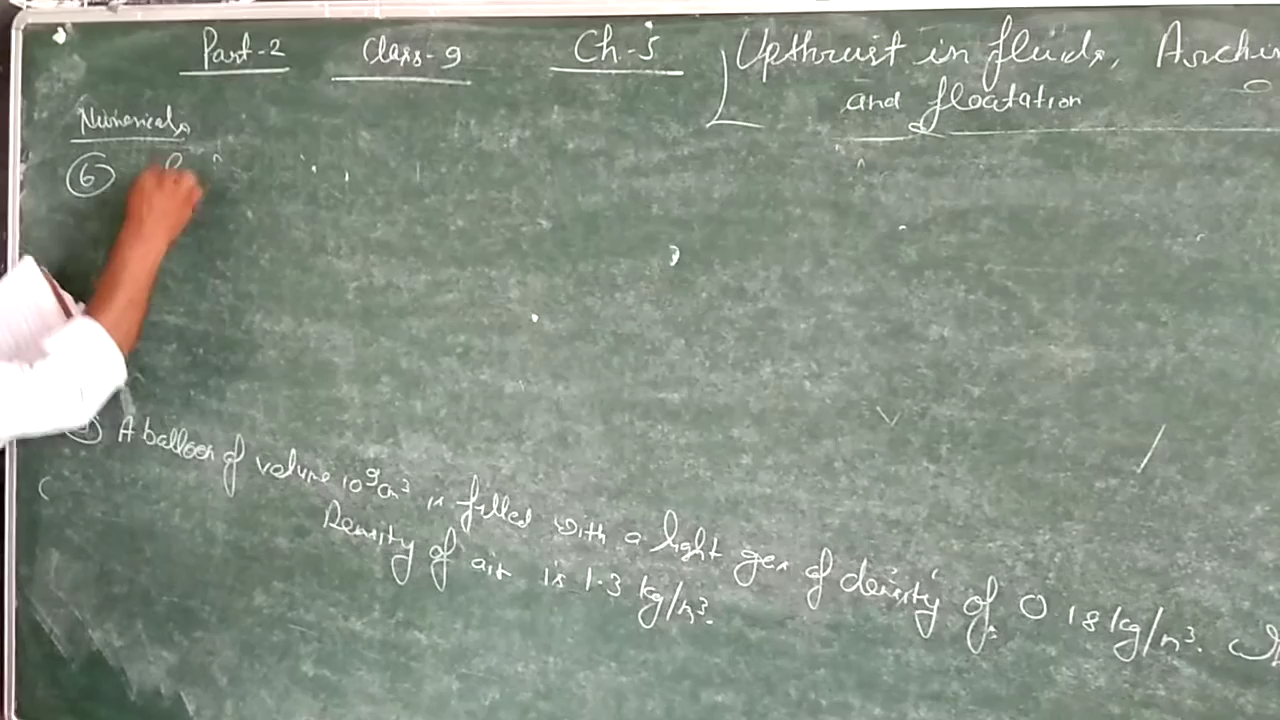 Part-2 Class-9 Ch-5 Upthrust in fluids, Archi
and floatation
Numericals
6
A balloon of volume 10⁹cm³ is filled with a light gas of density of 0 18 kg/m³.
Density of air is 1.3 kg/m³.